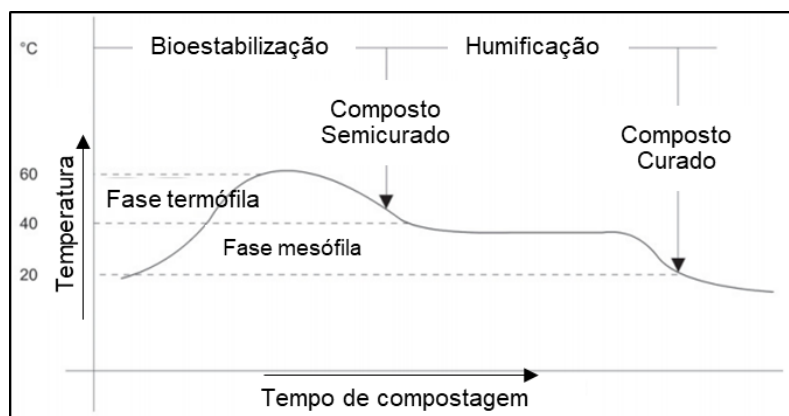 °C
Bioestabilização
Humificação
Composto
Semicurado
Composto
Curado
60
Fase termófila
40
Fase mesófila
20
Temperatura
Tempo de compostagem